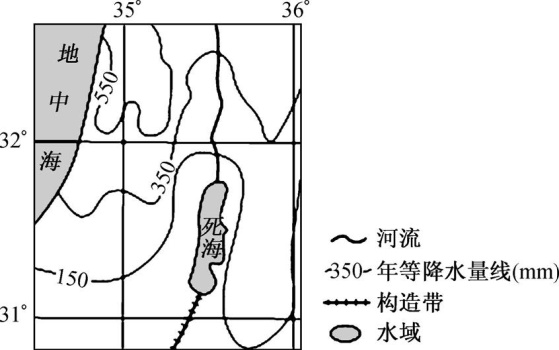 35° 36°
地
中
海
550
32°
350
死
海
150
31°
河流
350 年等降水量线(mm)
构造带
水域